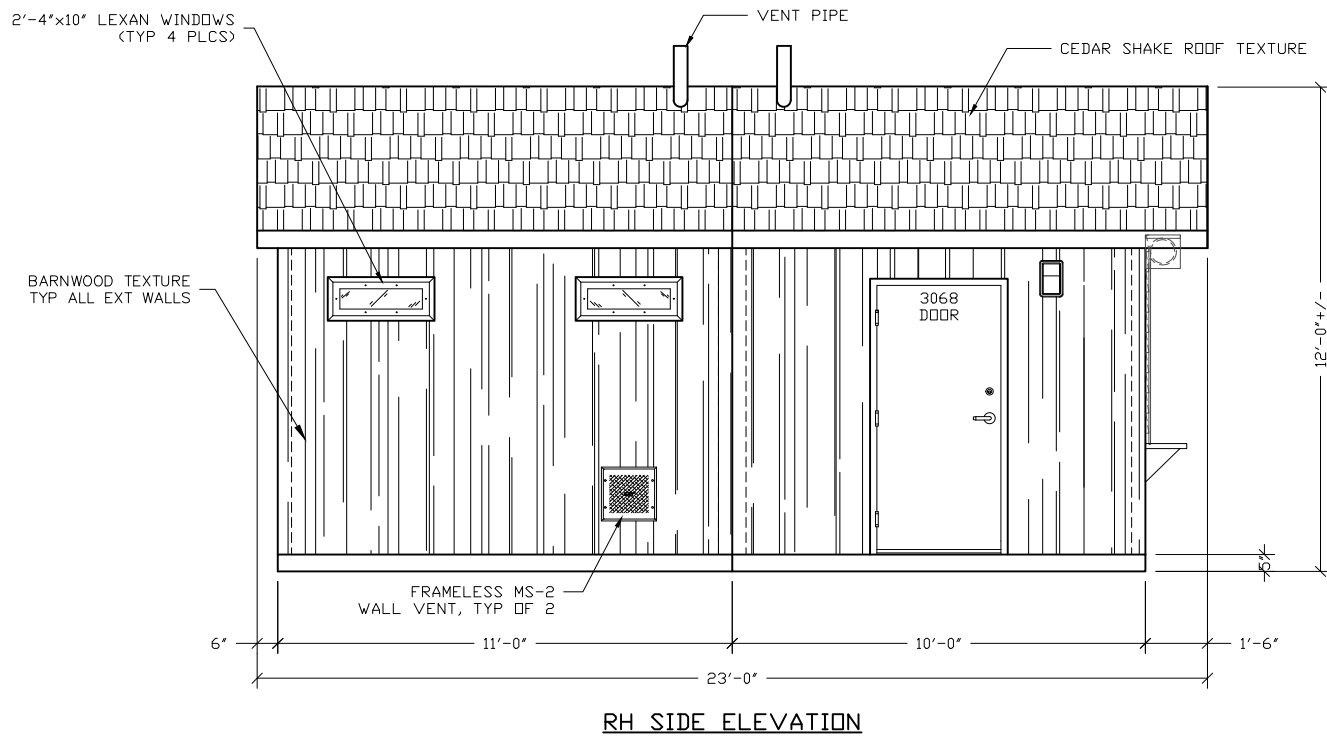 2'-4"x10" LEXAN WINDOWS
(TYP 4 PLCS)
VENT PIPE
CEDAR SHAKE ROOF TEXTURE
BARNWOOD TEXTURE
TYP ALL EXT WALLS
3068
DOOR
12'-0"+/-
5"
FRAMELESS MS-2
WALL VENT, TYP OF 2
6"
11'-0"
10'-0"
1'-6"
23'-0"
RH SIDE ELEVATION